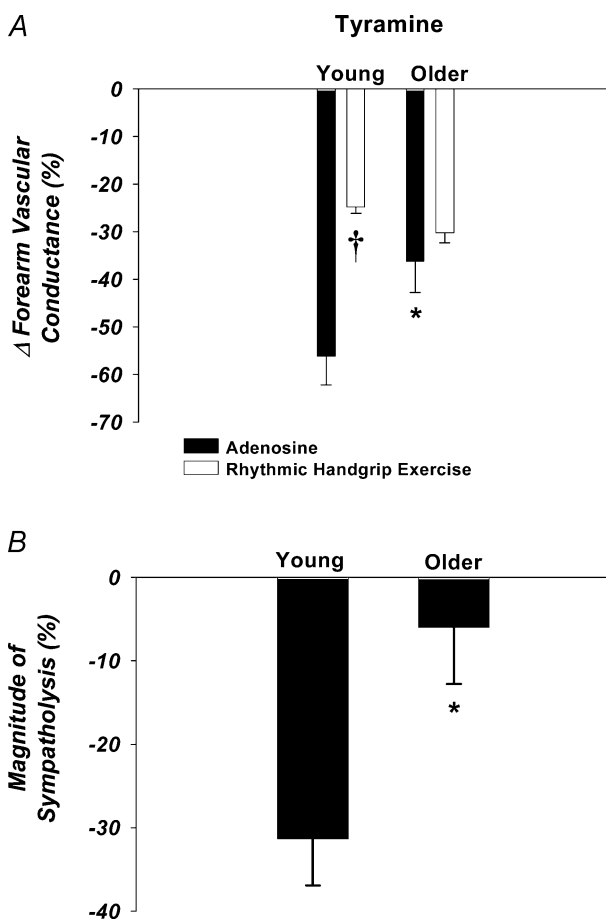 A
Tyramine
Young Older
0
-10
-20
-30
-40
-50
-60
-70
Δ Forearm Vascular
Conductance (%)
†
*
Adenosine
Rhythmic Handgrip Exercise
B
Young Older
0
-10
-20
-30
-40
Magnitude of
Sympatholysis (%)
*